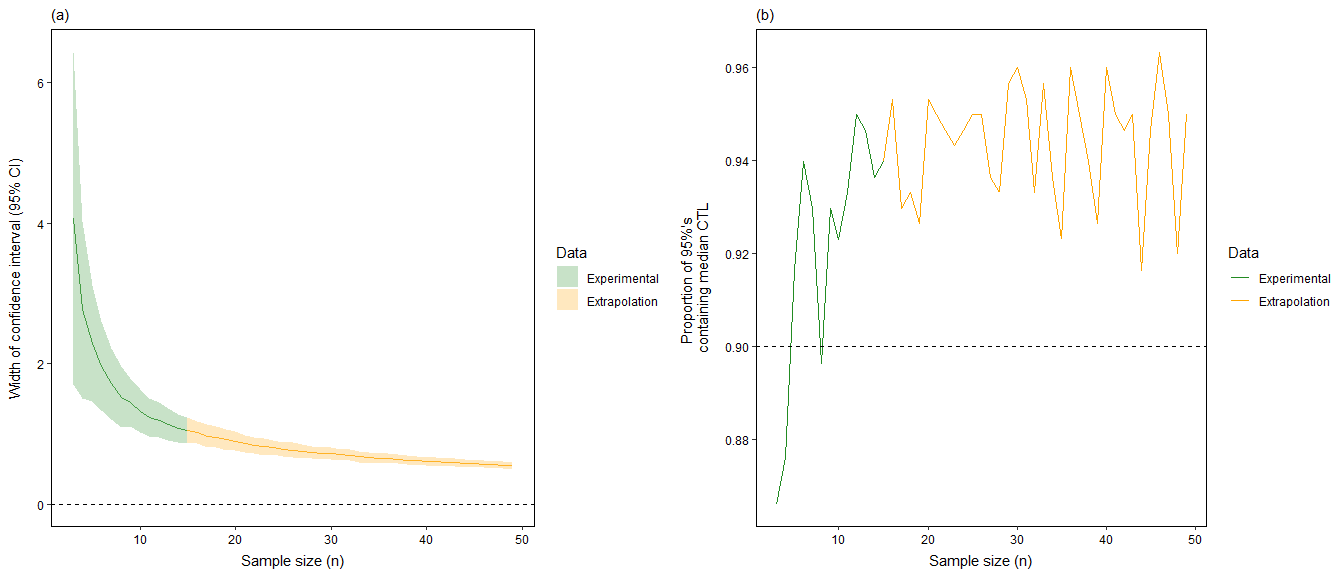 (a)
Width of confidence interval (95% CI)
6
4
2
0
10
20
30
40
50
Sample size (n)
Data
Experimental
Extrapolation
(b)
Proportion of 95%'s
containing median CTL
0.96
0.94
0.92
0.90
0.88
10
20
30
40
50
Sample size (n)
Data
Experimental
Extrapolation